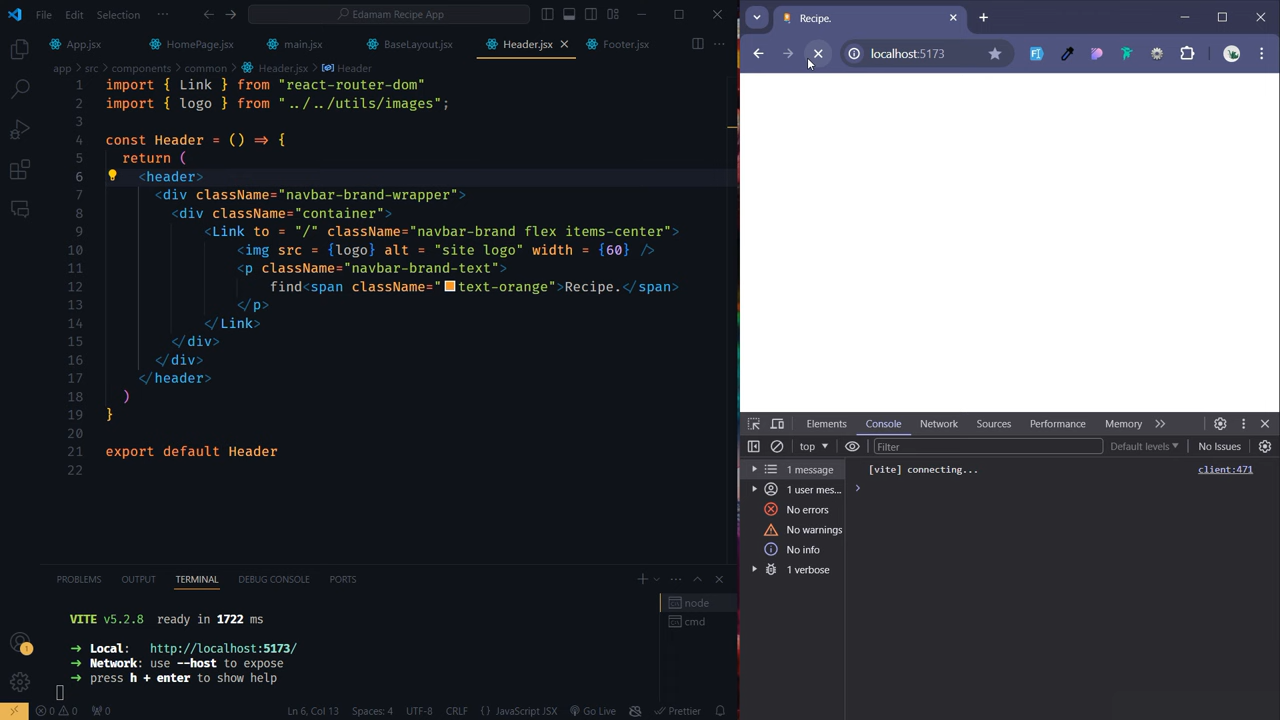 File Edit Selection ··· Edamam Recipe App
App.jsx HomePage.jsx main.jsx BaseLayout.jsx Header.jsx Footer.jsx
app > src > components > common > Header.jsx > Header
1 import { Link } from "react-router-dom"
2 import { logo } from "../../utils/images";
3
4 const Header = () => {
5 return (
6 <header>
7 <div className="navbar-brand-wrapper">
8 <div className="container">
9 <Link to = "/" className="navbar-brand flex items-center">
10 <img src = {logo} alt = "site logo" width = {60} />
11 <p className="navbar-brand-text">
12 find<span className="text-orange">Recipe.</span>
13 </p>
14 </Link>
15 </div>
16 </div>
17 </header>
18 )
19 }
20
21 export default Header
22
PROBLEMS OUTPUT TERMINAL DEBUG CONSOLE PORTS
VITE v5.2.8 ready in 1722 ms
➜ Local: http://localhost:5173/
➜ Network: use --host to expose
➜ press h + enter to show help
node
cmd
1
0 0 0 Ln 6, Col 13 Spaces: 4 UTF-8 CRLF {} JavaScript JSX Go Live Prettier
Recipe.
localhost:5173
Elements Console Network Sources Performance Memory
top Filter Default levels No Issues
1 message
1 user mes...
No errors
No warnings
No info
1 verbose
[vite] connecting... client:471